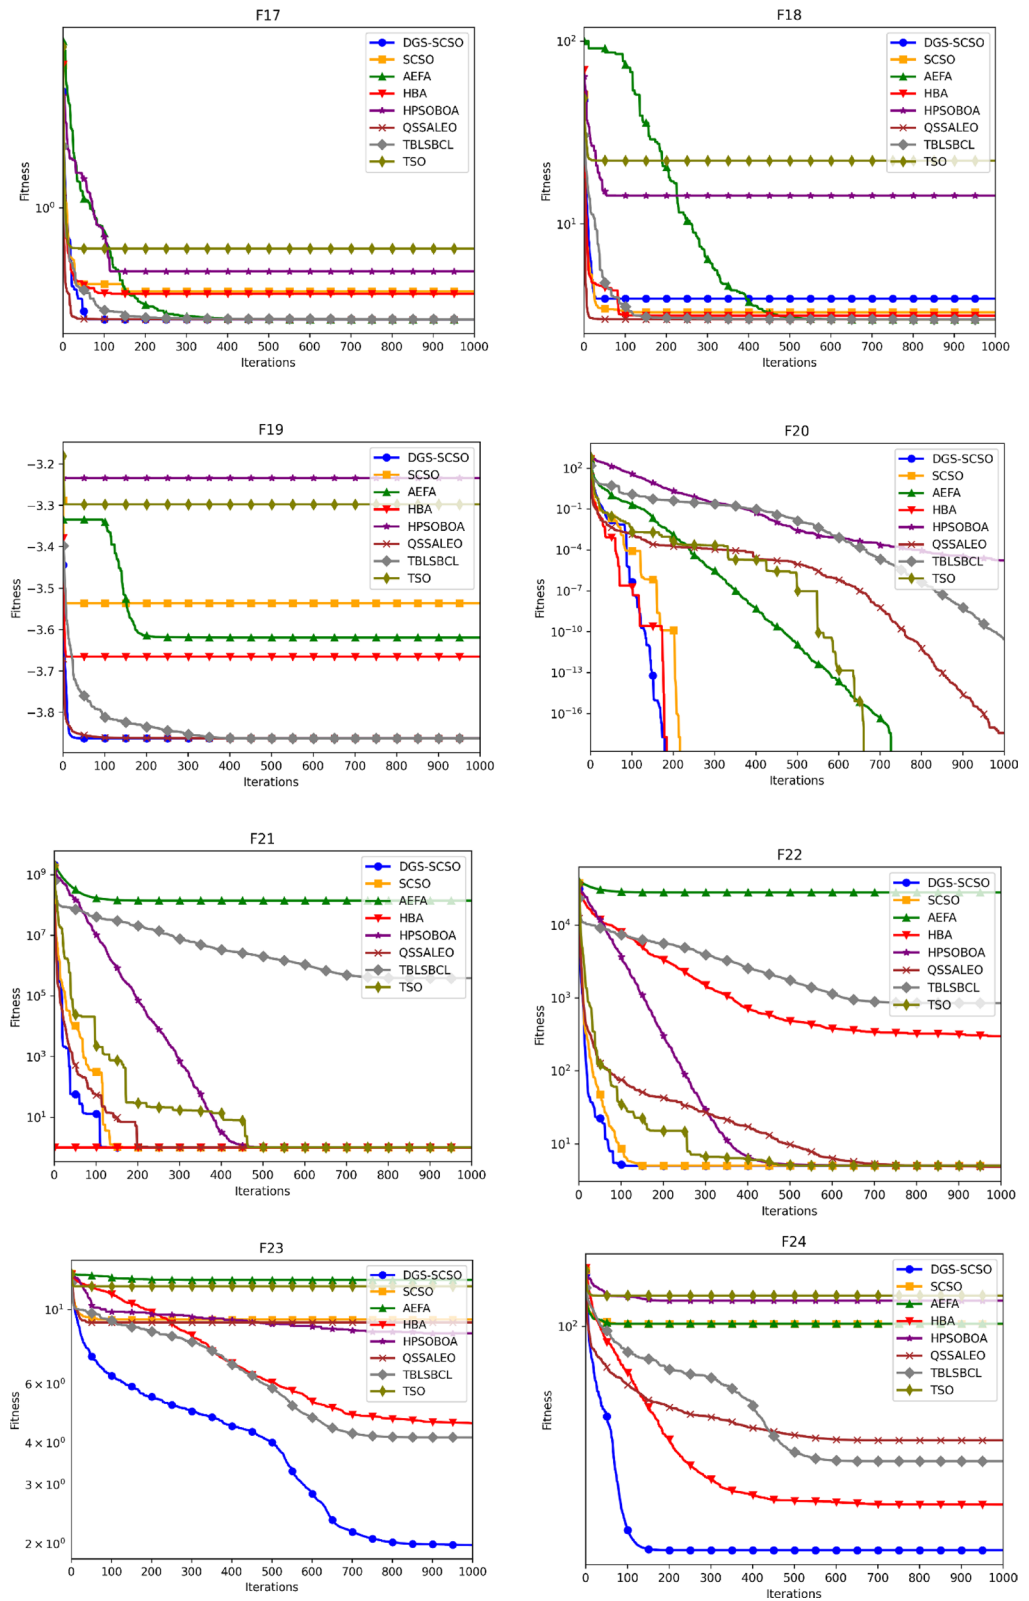 F17
Fitness
10⁰
DGS-SCSO
SCSO
AEFA
HBA
HPSOBOA
QSSALEO
TBLSBCL
TSO
0 100 200 300 400 500 600 700 800 900 1000
Iterations
F18
Fitness
10²
10¹
DGS-SCSO
SCSO
AEFA
HBA
HPSOBOA
QSSALEO
TBLSBCL
TSO
0 100 200 300 400 500 600 700 800 900 1000
Iterations
F19
Fitness
−3.2
−3.3
−3.4
−3.5
−3.6
−3.7
−3.8
DGS-SCSO
SCSO
AEFA
HBA
HPSOBOA
QSSALEO
TBLSBCL
TSO
0 100 200 300 400 500 600 700 800 900 1000
Iterations
F20
Fitness
10²
10⁻¹
10⁻⁴
10⁻⁷
10⁻¹⁰
10⁻¹³
10⁻¹⁶
DGS-SCSO
SCSO
AEFA
HBA
HPSOBOA
QSSALEO
TBLSBCL
TSO
0 100 200 300 400 500 600 700 800 900 1000
Iterations
F21
Fitness
10⁹
10⁷
10⁵
10³
10¹
DGS-SCSO
SCSO
AEFA
HBA
HPSOBOA
QSSALEO
TBLSBCL
TSO
0 100 200 300 400 500 600 700 800 900 1000
Iterations
F22
Fitness
10⁴
10³
10²
10¹
DGS-SCSO
SCSO
AEFA
HBA
HPSOBOA
QSSALEO
TBLSBCL
TSO
0 100 200 300 400 500 600 700 800 900 1000
Iterations
F23
Fitness
10¹
6 × 10⁰
4 × 10⁰
3 × 10⁰
2 × 10⁰
DGS-SCSO
SCSO
AEFA
HBA
HPSOBOA
QSSALEO
TBLSBCL
TSO
0 100 200 300 400 500 600 700 800 900 1000
Iterations
F24
Fitness
10²
DGS-SCSO
SCSO
AEFA
HBA
HPSOBOA
QSSALEO
TBLSBCL
TSO
0 100 200 300 400 500 600 700 800 900 1000
Iterations